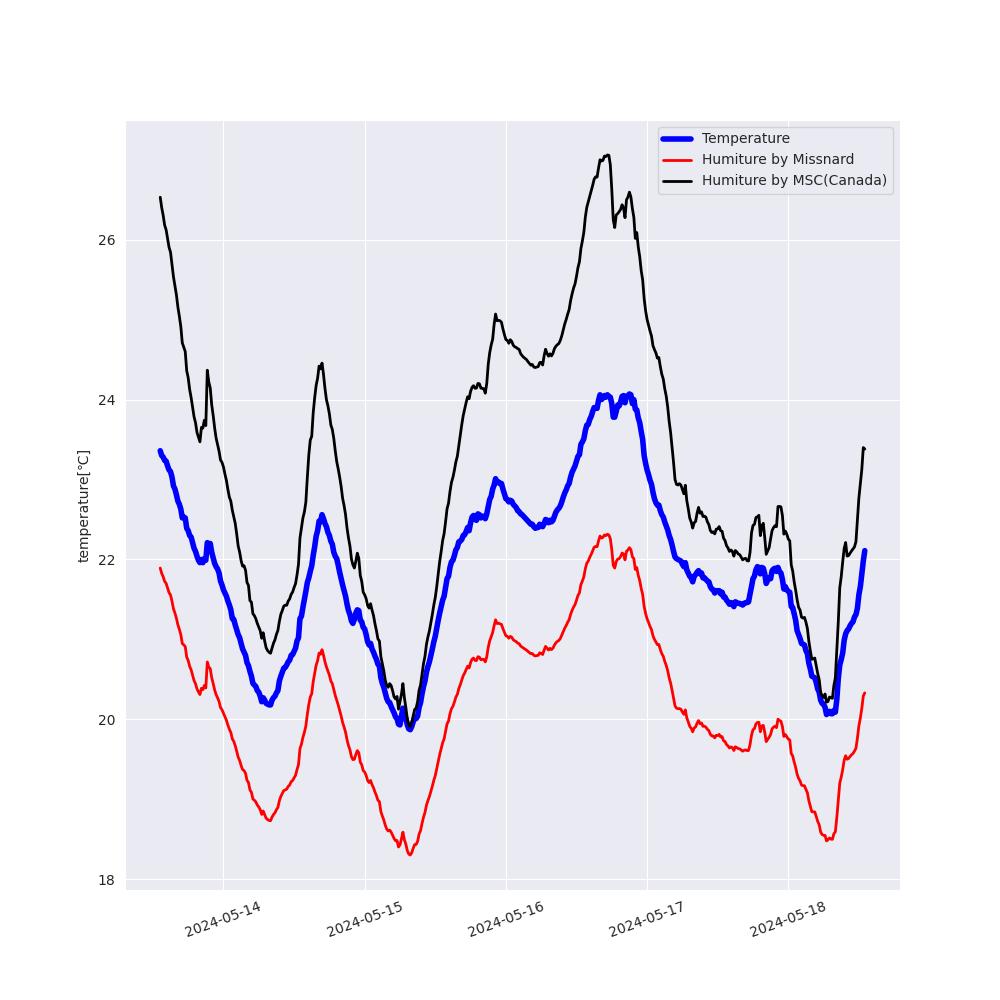 Temperature
Humiture by Missnard
Humiture by MSC(Canada)
temperature[℃]
26
24
22
20
18
2024-05-14
2024-05-15
2024-05-16
2024-05-17
2024-05-18